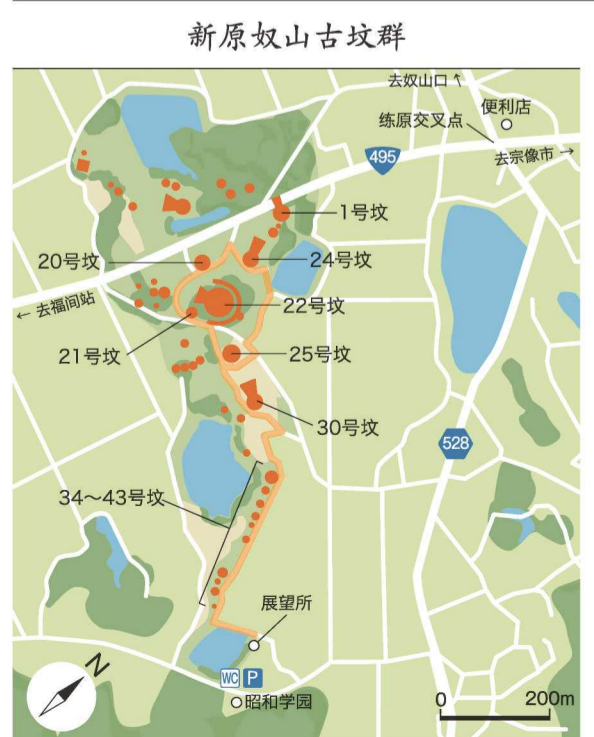 新原奴山古坟群
去奴山口
便利店
练原交叉点
495
去宗像市 →
1号坟
20号坟
24号坟
← 去福间站
22号坟
21号坟
25号坟
30号坟
528
34～43号坟
展望所
N
WC P
昭和学园
0 200m